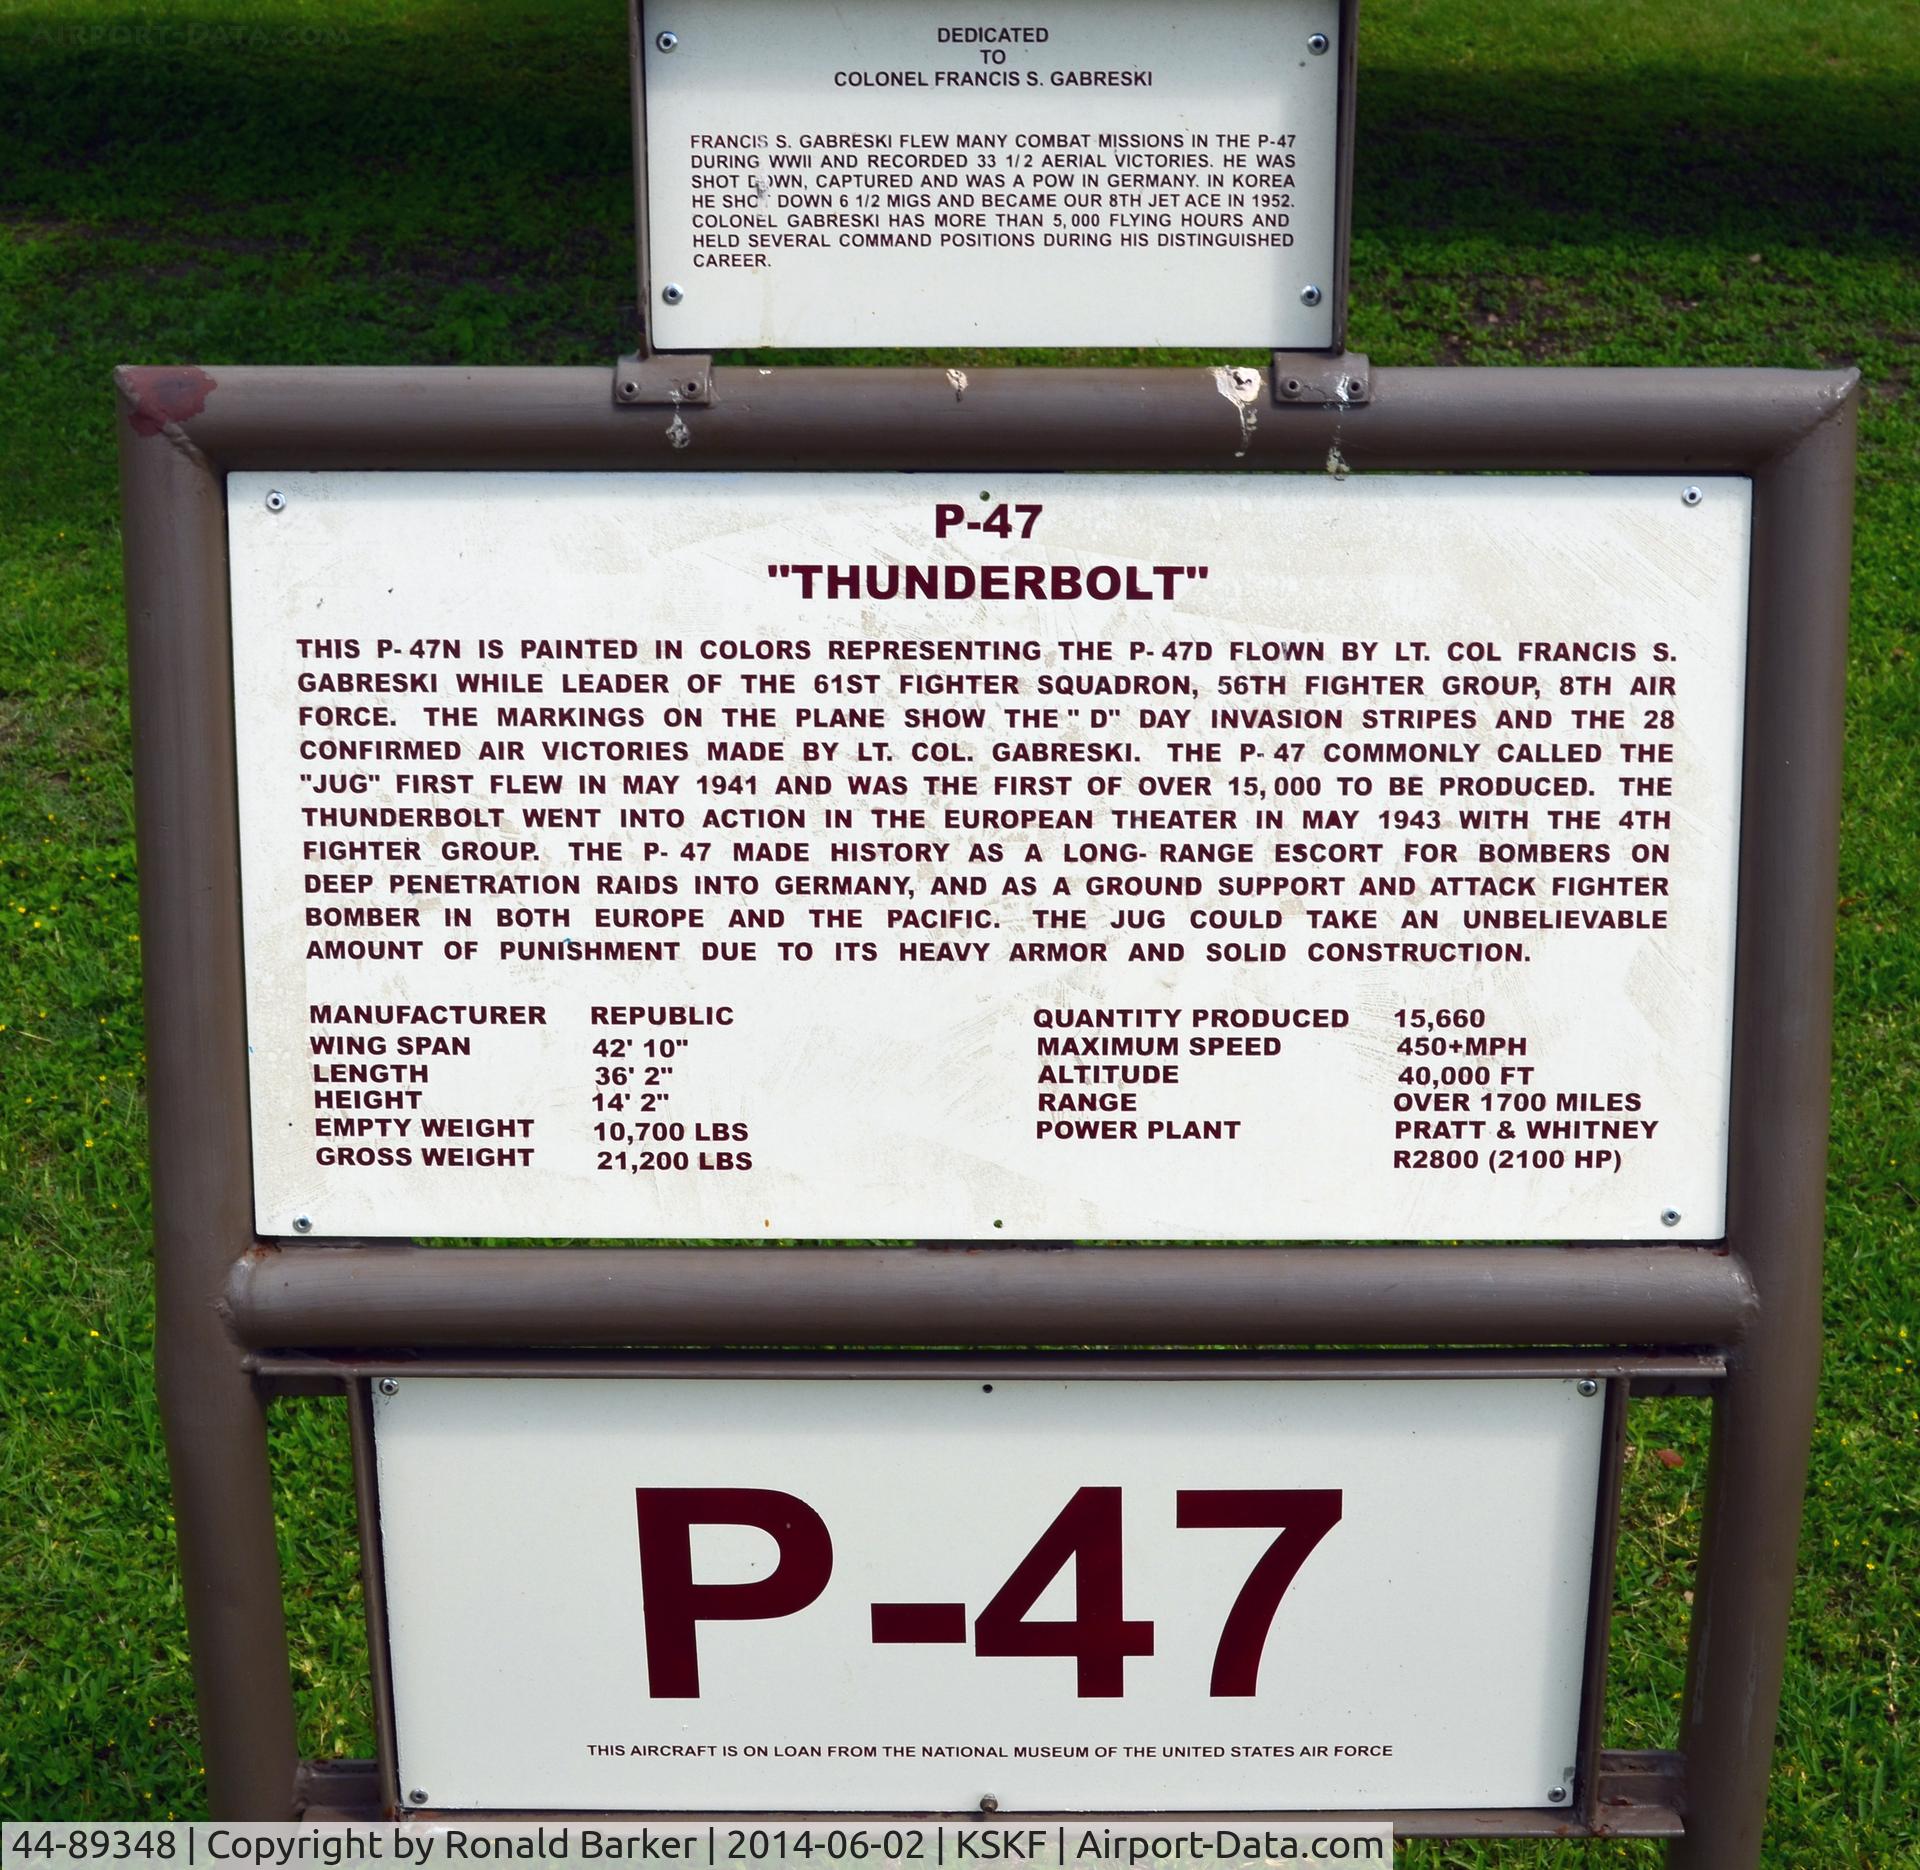 AIRPORT-DATA.COM
DEDICATED
TO
COLONEL FRANCIS S. GABRESKI
FRANCIS S. GABRESKI FLEW MANY COMBAT MISSIONS IN THE P-47
DURING WWII AND RECORDED 33 1/2 AERIAL VICTORIES. HE WAS
SHOT DOWN, CAPTURED AND WAS A POW IN GERMANY. IN KOREA
HE SHOT DOWN 6 1/2 MIGS AND BECAME OUR 8TH JET ACE IN 1952.
COLONEL GABRESKI HAS MORE THAN 5,000 FLYING HOURS AND
HELD SEVERAL COMMAND POSITIONS DURING HIS DISTINGUISHED
CAREER.
P-47
"THUNDERBOLT"
THIS P-47N IS PAINTED IN COLORS REPRESENTING THE P-47D FLOWN BY LT. COL FRANCIS S.
GABRESKI WHILE LEADER OF THE 61ST FIGHTER SQUADRON, 56TH FIGHTER GROUP, 8TH AIR
FORCE. THE MARKINGS ON THE PLANE SHOW THE "D" DAY INVASION STRIPES AND THE 28
CONFIRMED AIR VICTORIES MADE BY LT. COL. GABRESKI. THE P-47 COMMONLY CALLED THE
"JUG" FIRST FLEW IN MAY 1941 AND WAS THE FIRST OF OVER 15,000 TO BE PRODUCED. THE
THUNDERBOLT WENT INTO ACTION IN THE EUROPEAN THEATER IN MAY 1943 WITH THE 4TH
FIGHTER GROUP. THE P-47 MADE HISTORY AS A LONG-RANGE ESCORT FOR BOMBERS ON
DEEP PENETRATION RAIDS INTO GERMANY, AND AS A GROUND SUPPORT AND ATTACK FIGHTER
BOMBER IN BOTH EUROPE AND THE PACIFIC. THE JUG COULD TAKE AN UNBELIEVABLE
AMOUNT OF PUNISHMENT DUE TO ITS HEAVY ARMOR AND SOLID CONSTRUCTION.
MANUFACTURER REPUBLIC
WING SPAN 42' 10"
LENGTH 36' 2"
HEIGHT 14' 2"
EMPTY WEIGHT 10,700 LBS
GROSS WEIGHT 21,200 LBS
QUANTITY PRODUCED 15,660
MAXIMUM SPEED 450+MPH
ALTITUDE 40,000 FT
RANGE OVER 1700 MILES
POWER PLANT PRATT & WHITNEY
R2800 (2100 HP)
P-47
THIS AIRCRAFT IS ON LOAN FROM THE NATIONAL MUSEUM OF THE UNITED STATES AIR FORCE
44-89348 | Copyright by Ronald Barker | 2014-06-02 | KSKF | Airport-Data.com